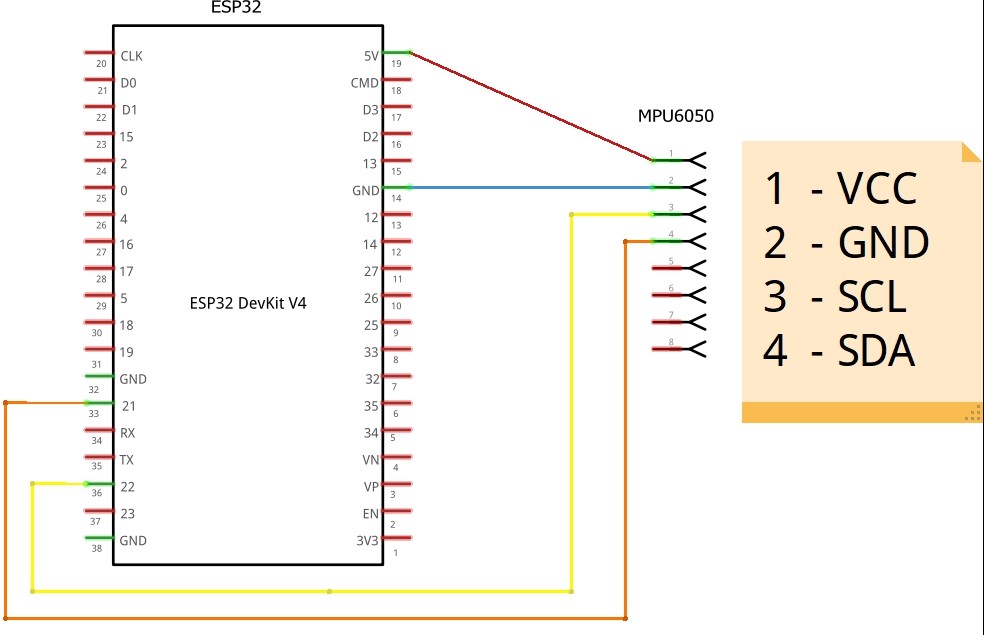 ESP32
CLK
20
D0
21
D1
22
15
23
2
24
0
25
4
26
16
27
17
28
5
29
18
30
19
31
GND
32
21
33
RX
34
TX
35
22
36
23
37
GND
38
ESP32 DevKit V4
5V
19
CMD
18
D3
17
D2
16
13
15
GND
14
12
13
14
12
27
11
26
10
25
9
33
8
32
7
35
6
34
5
VN
4
VP
3
EN
2
3V3
1
MPU6050
1
2
3
4
5
6
7
8
1 - VCC
2 - GND
3 - SCL
4 - SDA